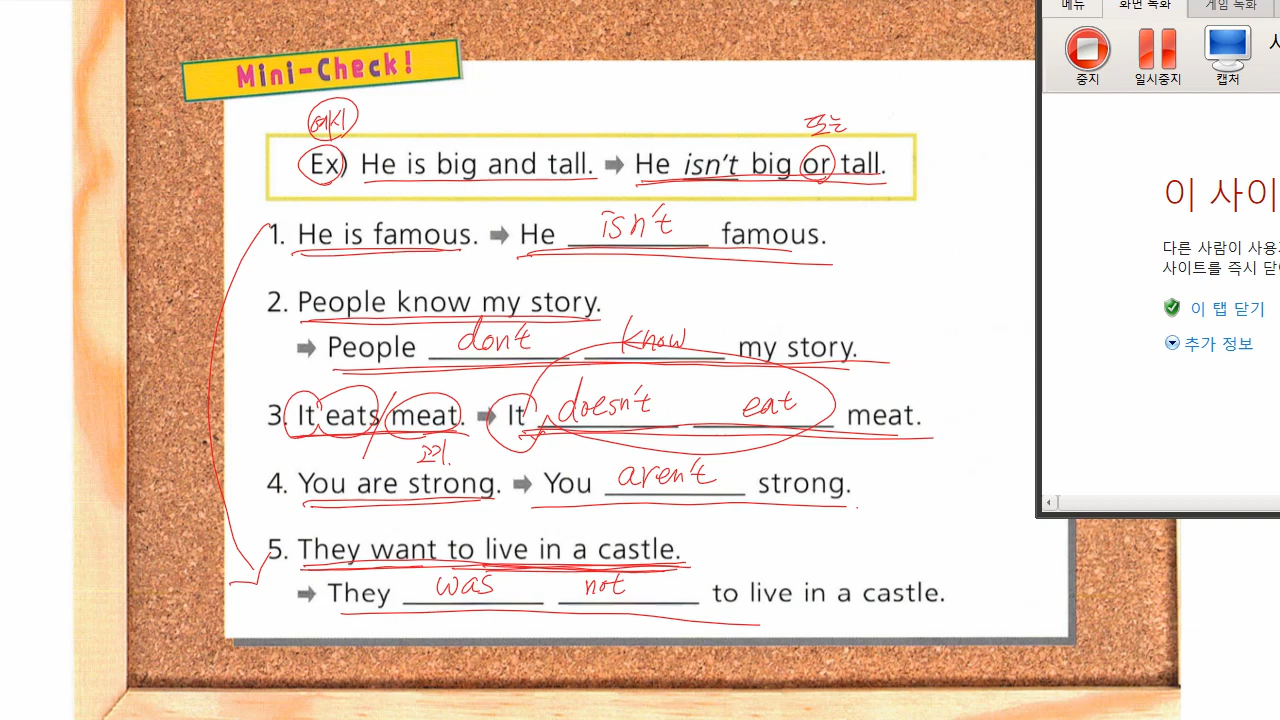 Mini-Check!
예시
또는
Ex) He is big and tall. ➡ He isn't big or tall.
1. He is famous. ➡ He isn't famous.
2. People know my story.
➡ People don't know my story.
3. It eats meat. ➡ It doesn't eat meat.
고기
4. You are strong. ➡ You aren't strong.
5. They want to live in a castle.
➡ They was not to live in a castle.
메뉴 화면 녹화 게임 녹화
중지 일시중지 캡처
이 사이
다른 사람이 사용
사이트를 즉시 닫
이 탭 닫기
추가 정보